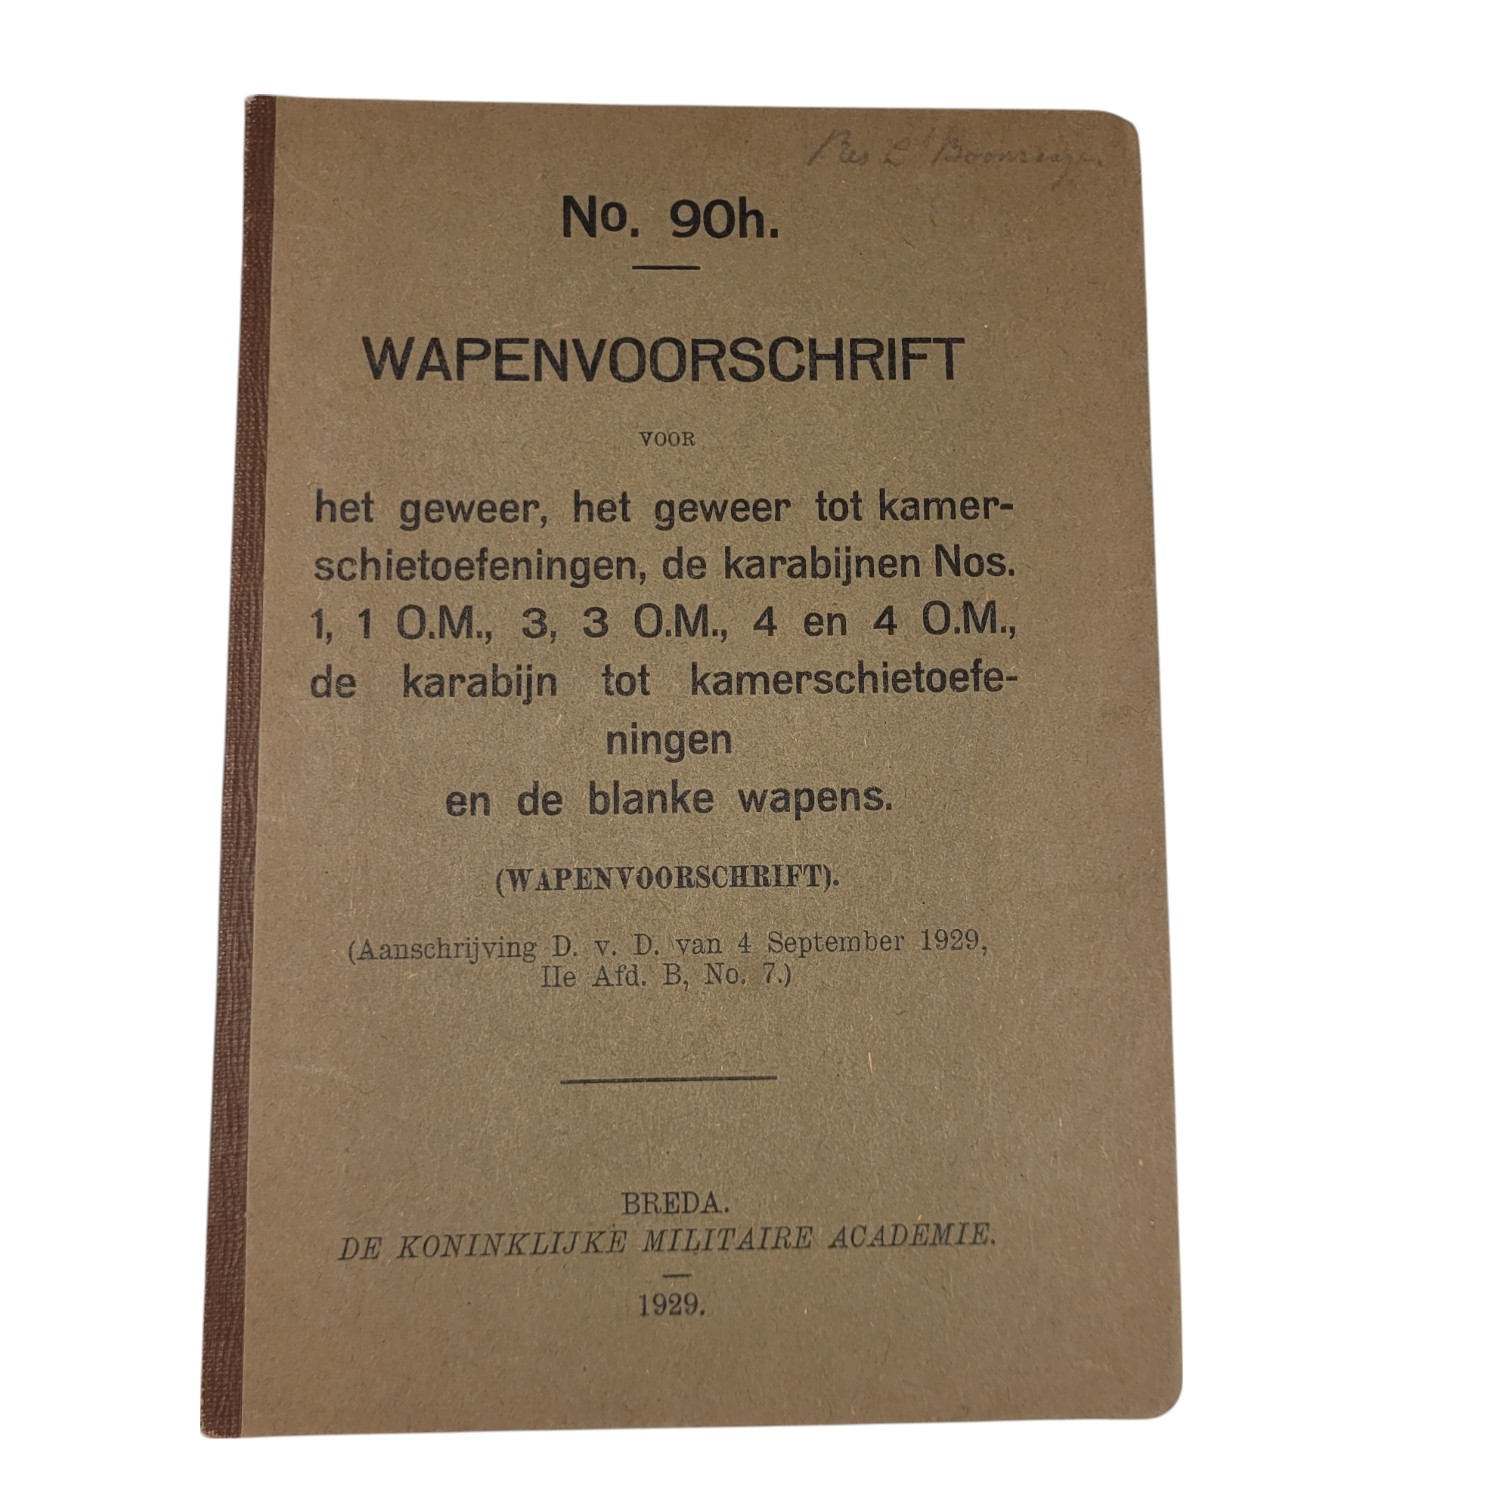 Res L
No. 90h.
WAPENVOORSCHRIFT
VOOR
het geweer, het geweer tot kamer-
schietoefeningen, de karabijnen Nos.
1, 1 O.M., 3, 3 O.M., 4 en 4 O.M.,
de karabijn tot kamerschietoefe-
ningen
en de blanke wapens.
(WAPENVOORSCHRIFT).
(Aanschrijving D. v. D. van 4 September 1929,
IIe Afd. B, No. 7.)
BREDA.
DE KONINKLIJKE MILITAIRE ACADEMIE.
1929.